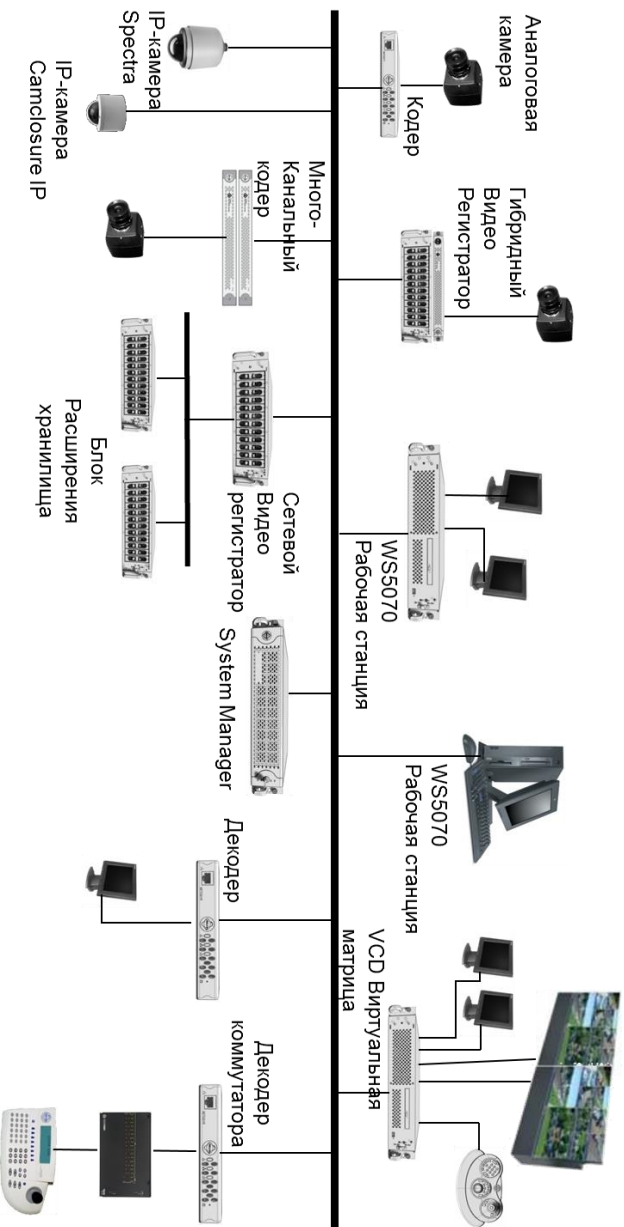 Аналоговая
камера
Кодер
Гибридный
Видео
Регистратор
WS5070
Рабочая станция
WS5070
Рабочая станция
VCD Виртуальная
матрица
IP-камера
Spectra
IP-камера
Camclosure IP
Много-
Канальный
кодер
Сетевой
Видео
регистратор
Блок
Расширения
хранилища
System Manager
Декодер
Декодер
коммутатора